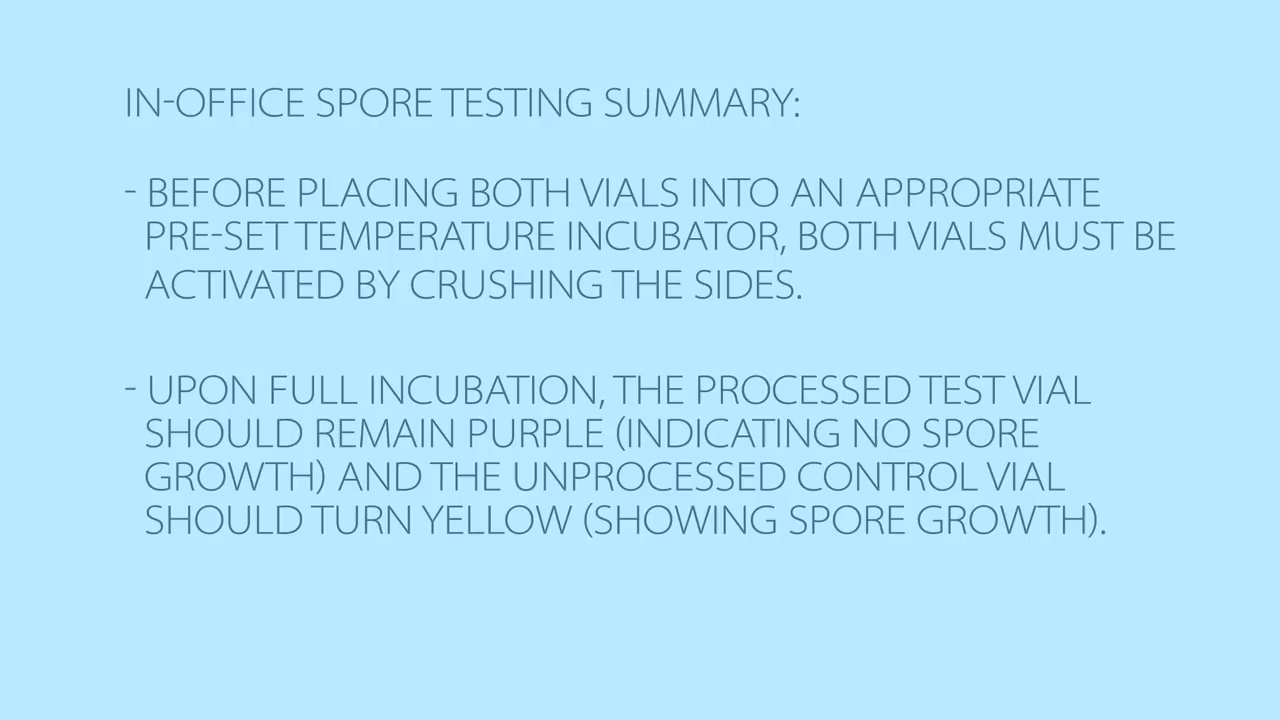 IN-OFFICE SPORE TESTING SUMMARY:
- BEFORE PLACING BOTH VIALS INTO AN APPROPRIATE
PRE-SET TEMPERATURE INCUBATOR, BOTH VIALS MUST BE
ACTIVATED BY CRUSHING THE SIDES.
- UPON FULL INCUBATION, THE PROCESSED TEST VIAL
SHOULD REMAIN PURPLE (INDICATING NO SPORE
GROWTH) AND THE UNPROCESSED CONTROL VIAL
SHOULD TURN YELLOW (SHOWING SPORE GROWTH).